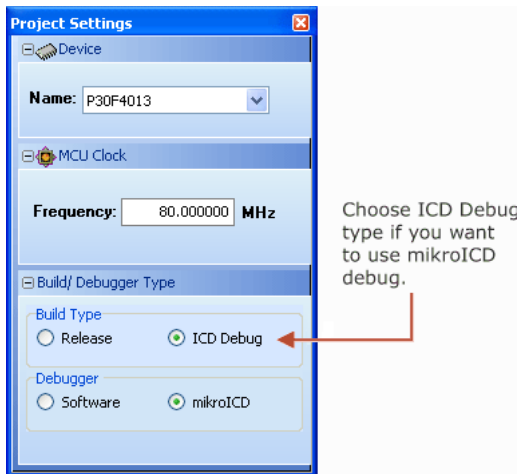 Project Settings
Device
Name: P30F4013
MCU Clock
Frequency: 80.000000 MHz
Build/ Debugger Type
Build Type
Release ICD Debug
Debugger
Software mikroICD
Choose ICD Debug
type if you want
to use mikroICD
debug.